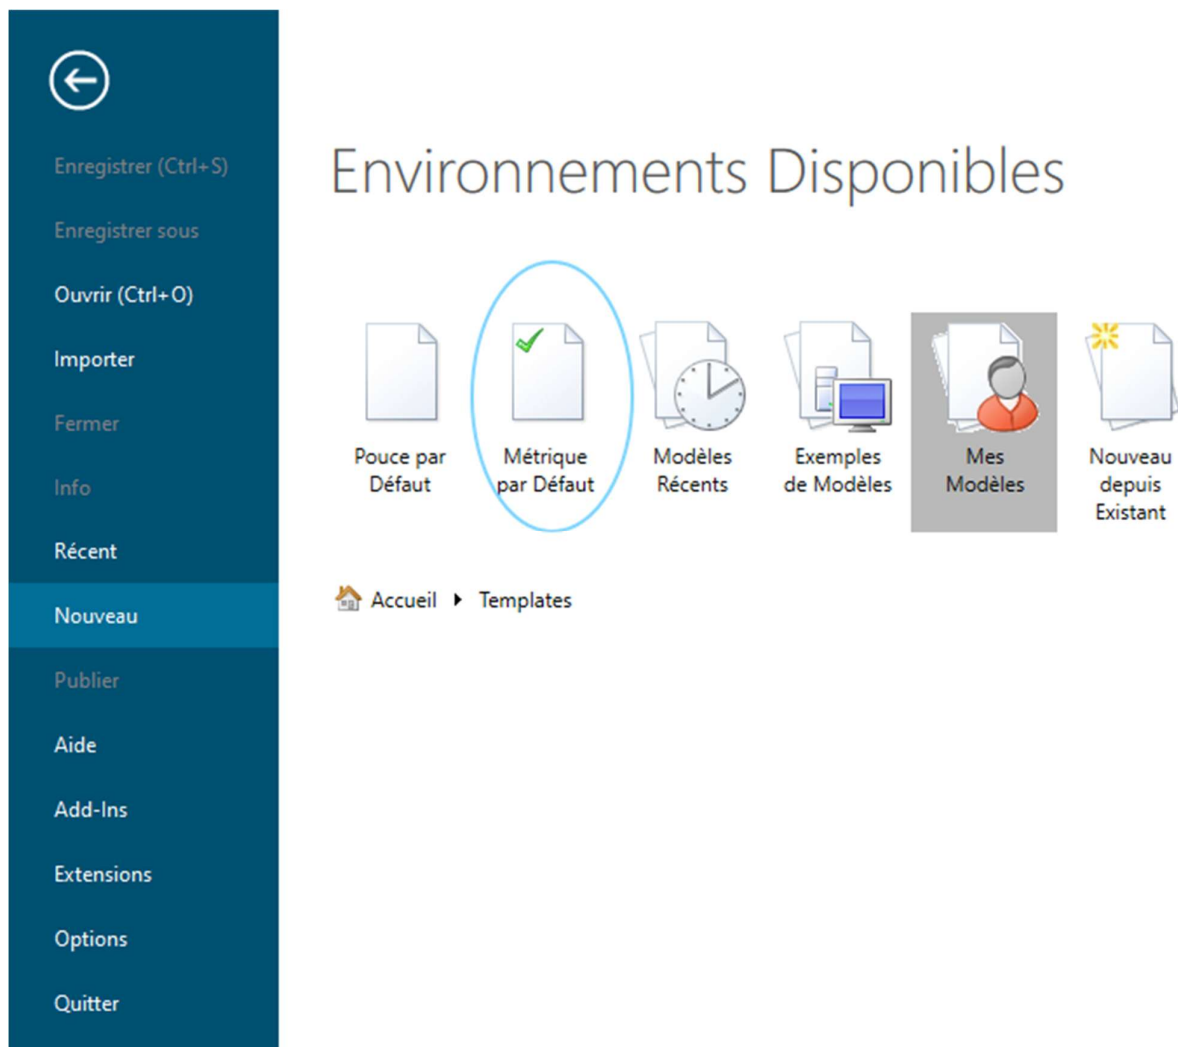 Enregistrer (Ctrl+S)
Enregistrer sous
Ouvrir (Ctrl+O)
Importer
Fermer
Info
Récent
Nouveau
Publier
Aide
Add-Ins
Extensions
Options
Quitter
Environnements Disponibles
Pouce par
Défaut
Métrique
par Défaut
Modèles
Récents
Exemples
de Modèles
Mes
Modèles
Nouveau
depuis
Existant
Accueil
Templates